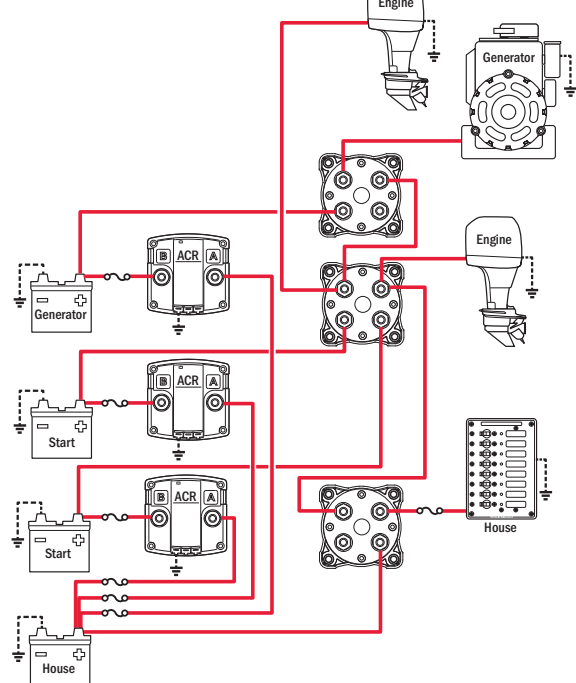 Engine
Generator
Engine
B ACR A
Generator
B ACR A
Start
B ACR A
Start
House
House